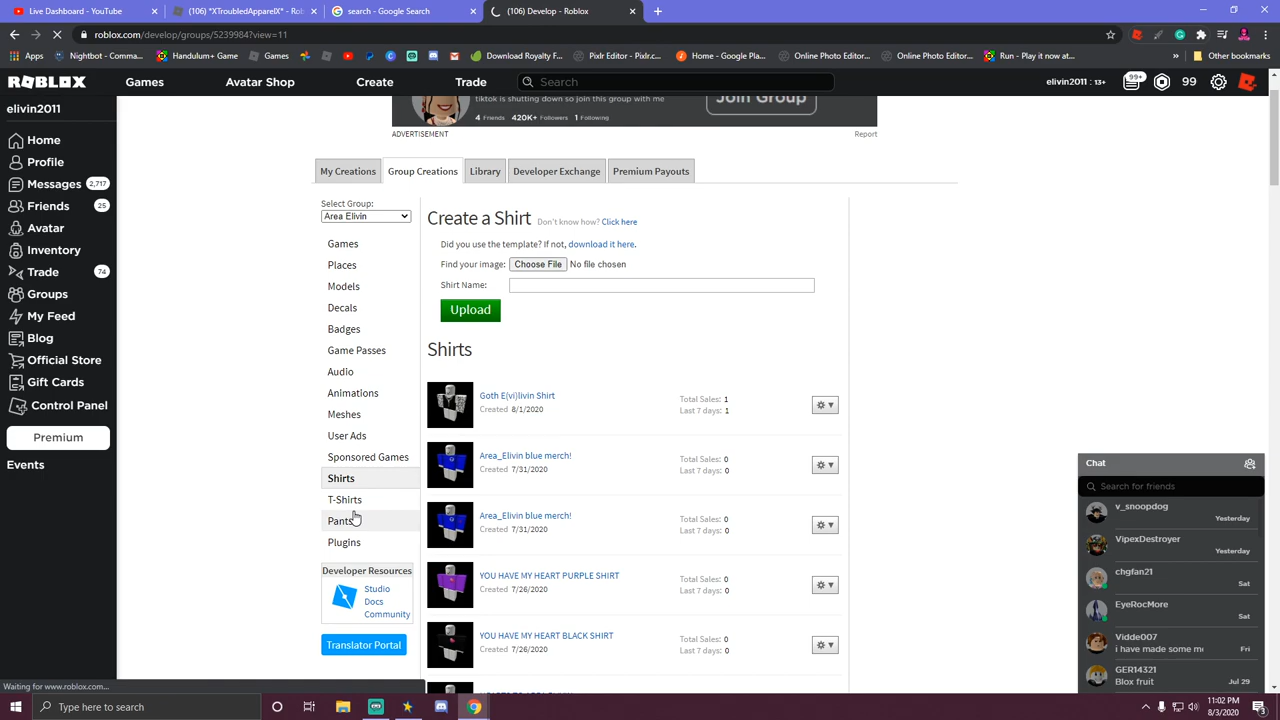 Live Dashboard - YouTube
(106) *XTroubledAppareIX* - Roblo
google search - Google Search
(106) Develop - Roblox
roblox.com/develop/groups/5239984?view=11
Apps
Nightbot - Comma...
Handulum+ Game
Games
Download Royalty F...
Pixlr Editor - Pixlr.c...
Home - Google Pla...
Online Photo Editor...
Online Photo Editor...
Run - Play it now...
Other bookmarks
ROBLOX
Games
Avatar Shop
Create
Trade
Search
elivin2011 : 13+
99+
99
elivin2011
Home
Profile
Messages 2,717
Friends 25
Avatar
Inventory
Trade 74
Groups
My Feed
Blog
Official Store
Gift Cards
Control Panel
Premium
Events
tiktok is shutting down so join this group with me
4 Friends 420K+ Followers 1 Following
Join Group
ADVERTISEMENT
Report
My Creations
Group Creations
Library
Developer Exchange
Premium Payouts
Select Group:
Area Elivin
Games
Places
Models
Decals
Badges
Game Passes
Audio
Animations
Meshes
User Ads
Sponsored Games
Shirts
T-Shirts
Pants
Plugins
Developer Resources
Studio
Docs
Community
Translator Portal
Create a Shirt Don't know how? Click here
Did you use the template? If not, download it here.
Find your image: Choose File No file chosen
Shirt Name:
Upload
Shirts
Goth E(vi)livin Shirt
Created 8/1/2020
Total Sales: 1
Last 7 days: 1
Area_Elivin blue merch!
Created 7/31/2020
Total Sales: 0
Last 7 days: 0
Area_Elivin blue merch!
Created 7/31/2020
Total Sales: 0
Last 7 days: 0
YOU HAVE MY HEART PURPLE SHIRT
Created 7/26/2020
Total Sales: 0
Last 7 days: 0
YOU HAVE MY HEART BLACK SHIRT
Created 7/26/2020
Total Sales: 0
Last 7 days: 0
Chat
Search for friends
v_snoopdog
Yesterday
VipexDestroyer
Yesterday
chgfan21
Sat
EyeRocMore
Sat
Vidde007
i have made some me
Fri
GER14321
Blox fruit
Jul 29
Waiting for www.roblox.com...
Type here to search
11:02 PM
8/3/2020
3